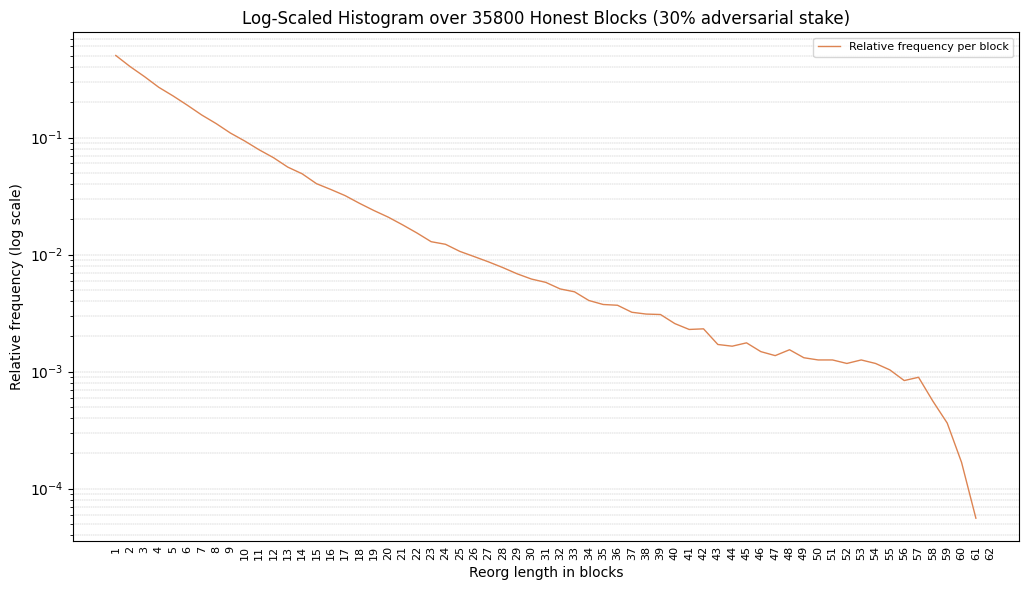 Log-Scaled Histogram over 35800 Honest Blocks (30% adversarial stake)
Relative frequency per block
Relative frequency (log scale)
10⁻¹
10⁻²
10⁻³
10⁻⁴
1 2 3 4 5 6 7 8 9 10 11 12 13 14 15 16 17 18 19 20 21 22 23 24 25 26 27 28 29 30 31 32 33 34 35 36 37 38 39 40 41 42 43 44 45 46 47 48 49 50 51 52 53 54 55 56 57 58 59 60 61 62
Reorg length in blocks